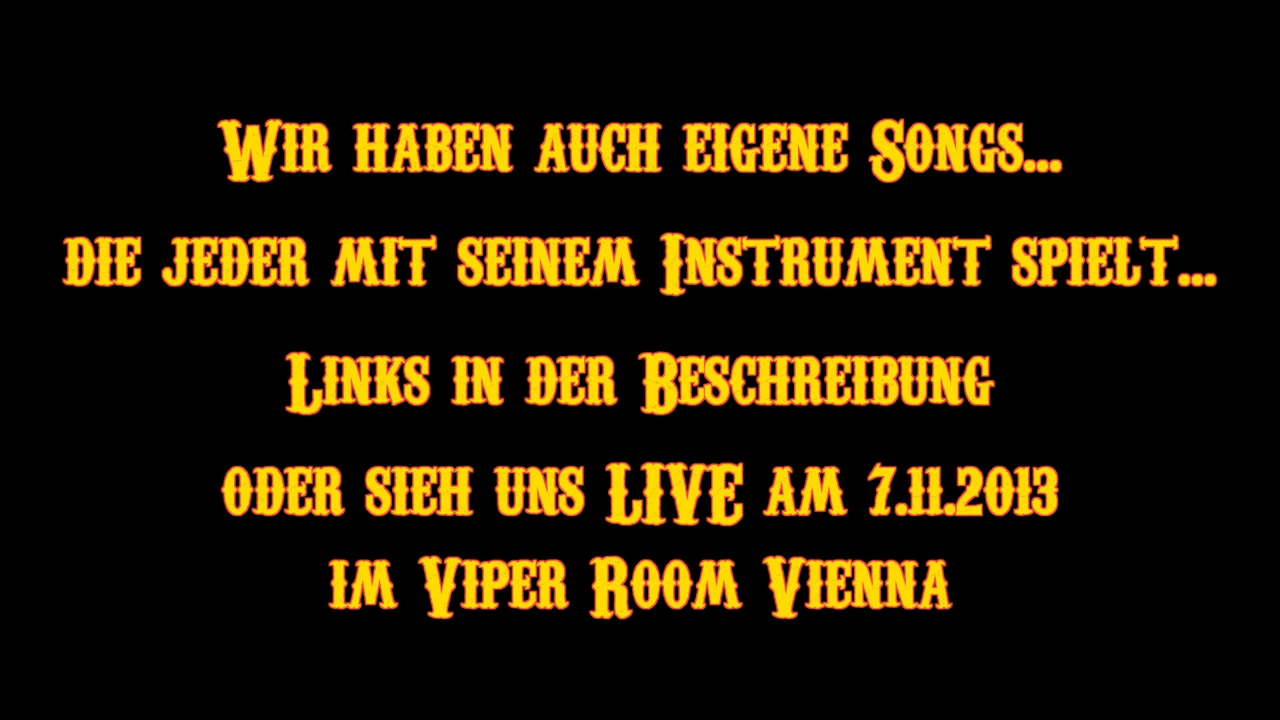 Wir haben auch eigene Songs...
die jeder mit seinem Instrument spielt...
Links in der Beschreibung
oder sieh uns LIVE am 7.11.2013
im Viper Room Vienna